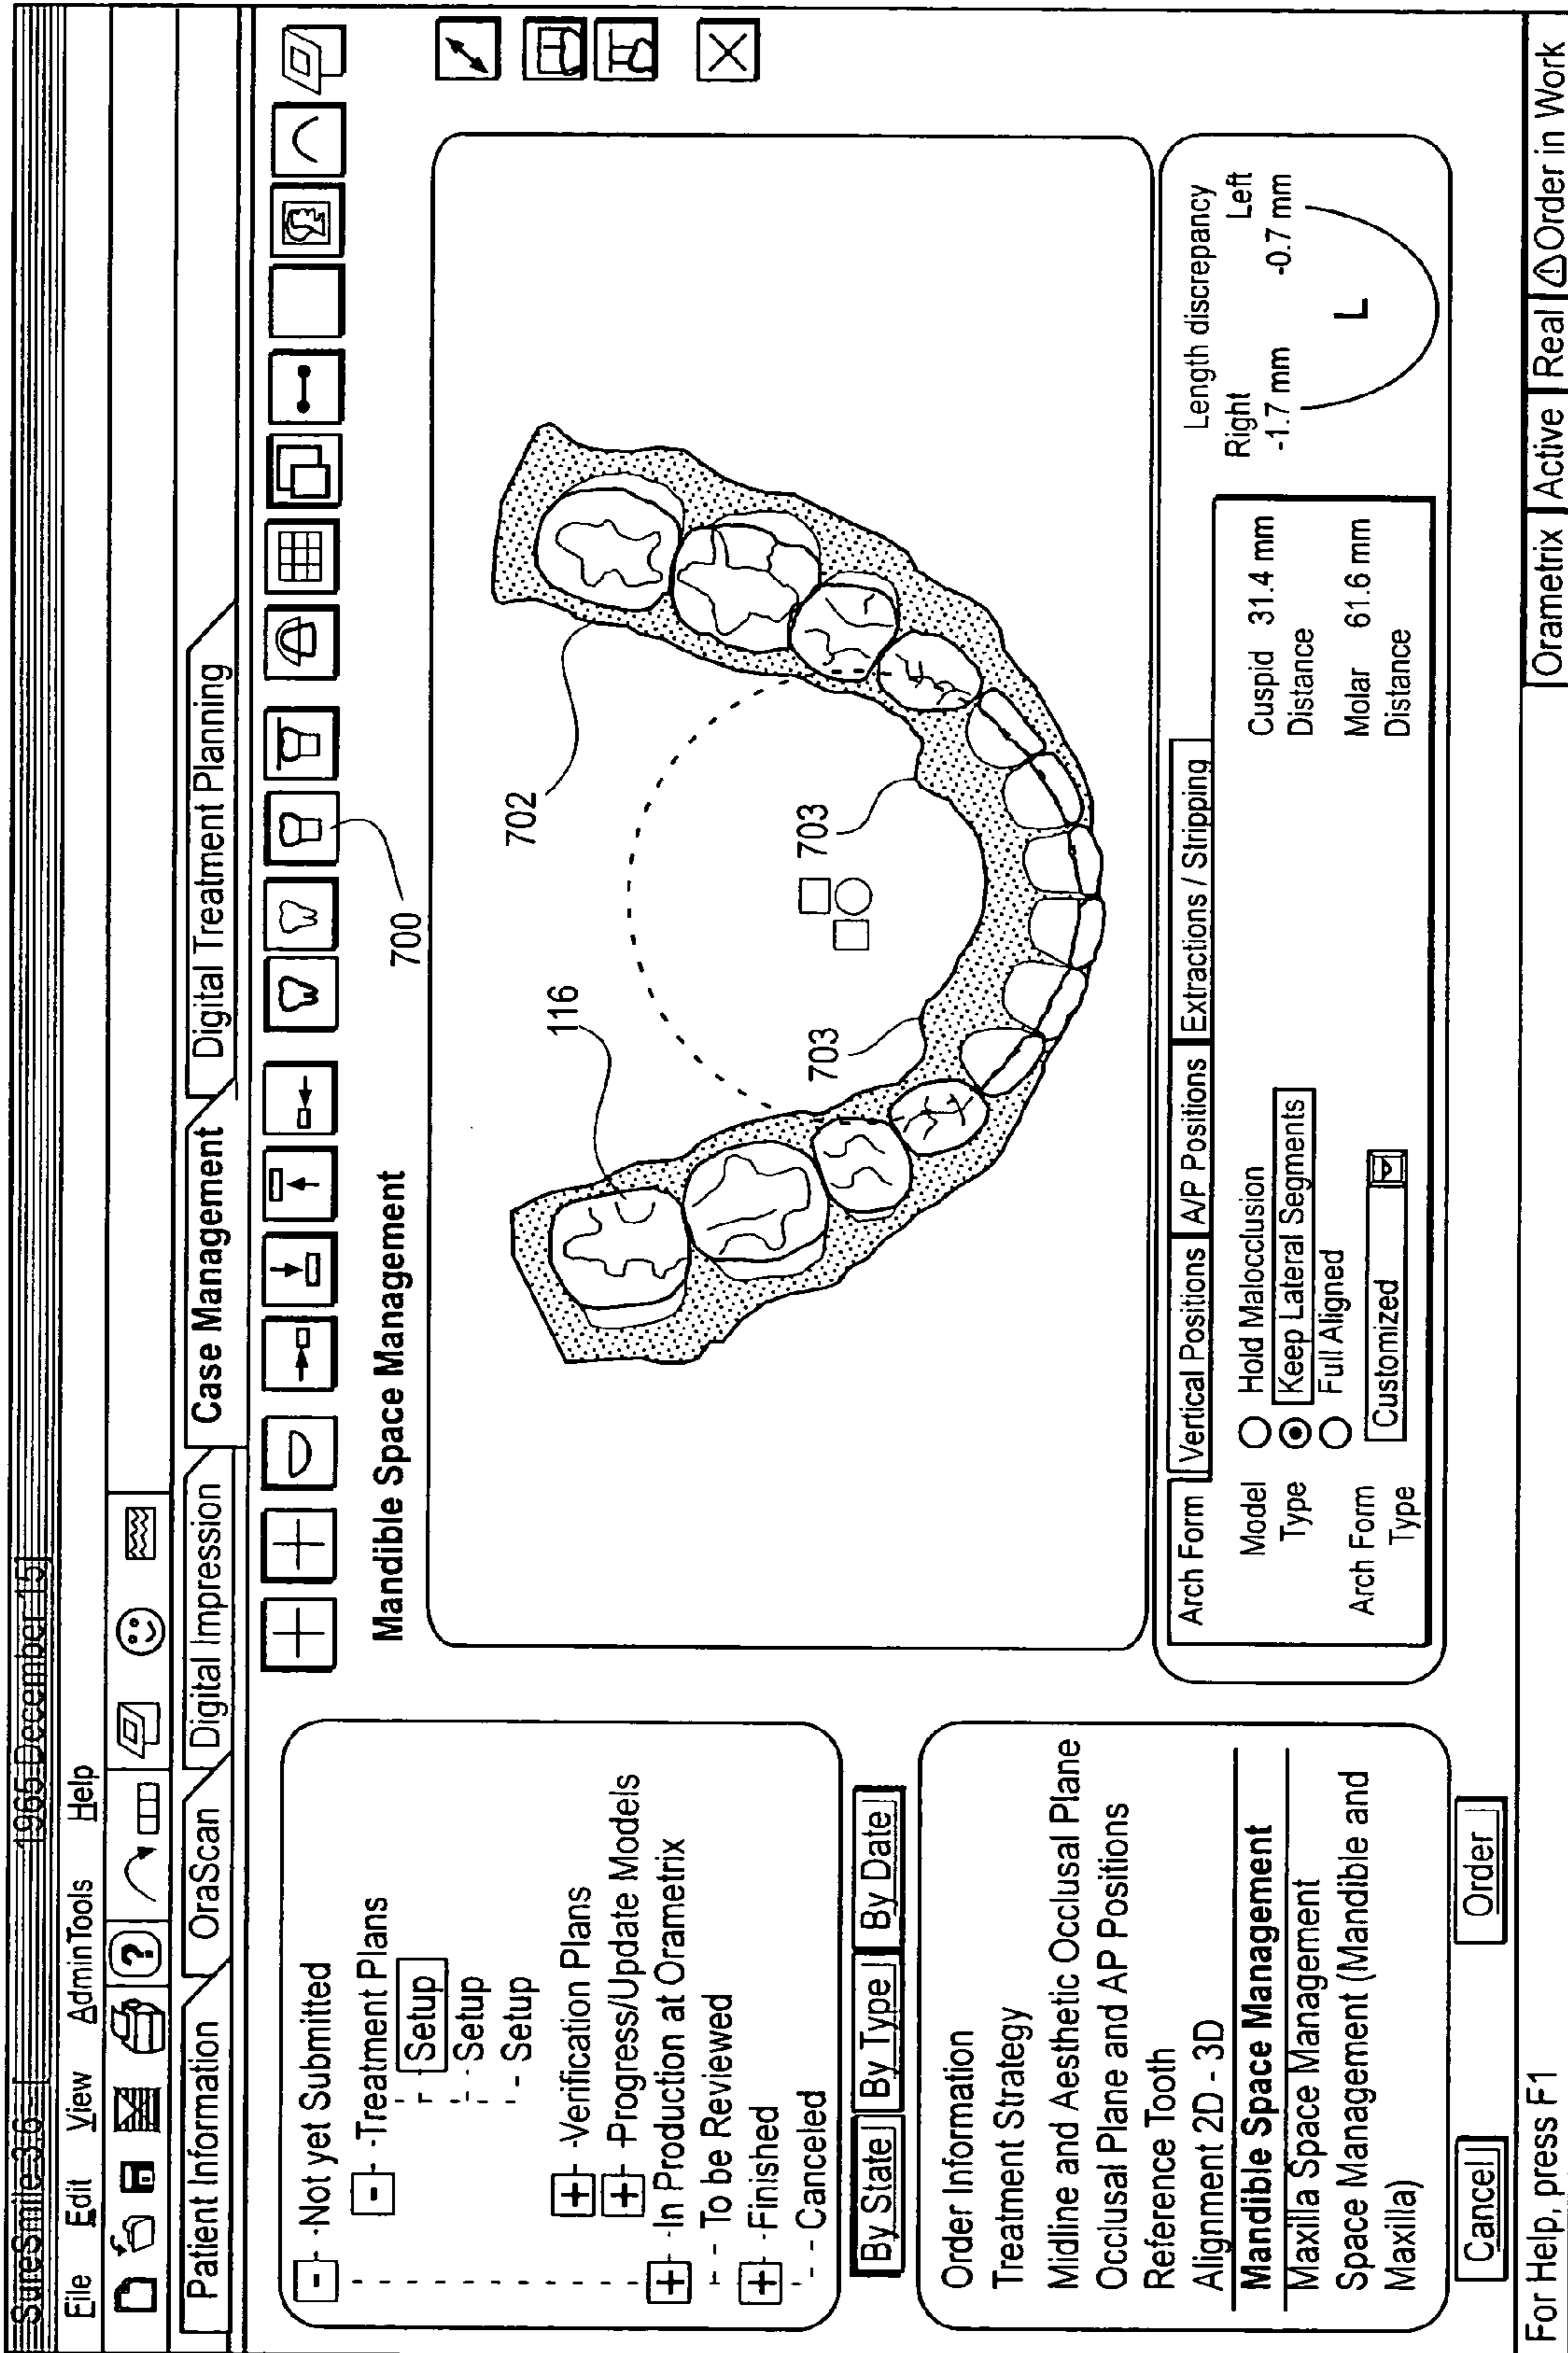 SureSmile 3.6 - [ 1965 December 15]
File Edit View AdminTools Help
?
Patient Information OraScan Digital Impression Case Management Digital Treatment Planning
- Not yet Submitted
- Treatment Plans
Setup
Setup
Setup
+ Verification Plans
+ Progress/Update Models
+ In Production at Orametrix
To be Reviewed
+ Finished
Canceled
By State By Type By Date
Order Information
Treatment Strategy
Midline and Aesthetic Occlusal Plane
Occlusal Plane and AP Positions
Reference Tooth
Alignment 2D - 3D
Mandible Space Management
Maxilla Space Management
Space Management (Mandible and
Maxilla)
Cancel Order
700
Mandible Space Management
116
702
703
703
Arch Form Vertical Positions A/P Positions Extractions / Stripping
Model
Type
Hold Malocclusion
Keep Lateral Segments
Full Aligned
Arch Form
Type
Customized
Cuspid 31.4 mm
Distance
Molar 61.6 mm
Distance
Length discrepancy
Right Left
-1.7 mm -0.7 mm
L
For Help, press F1
Orametrix Active Real Order in Work